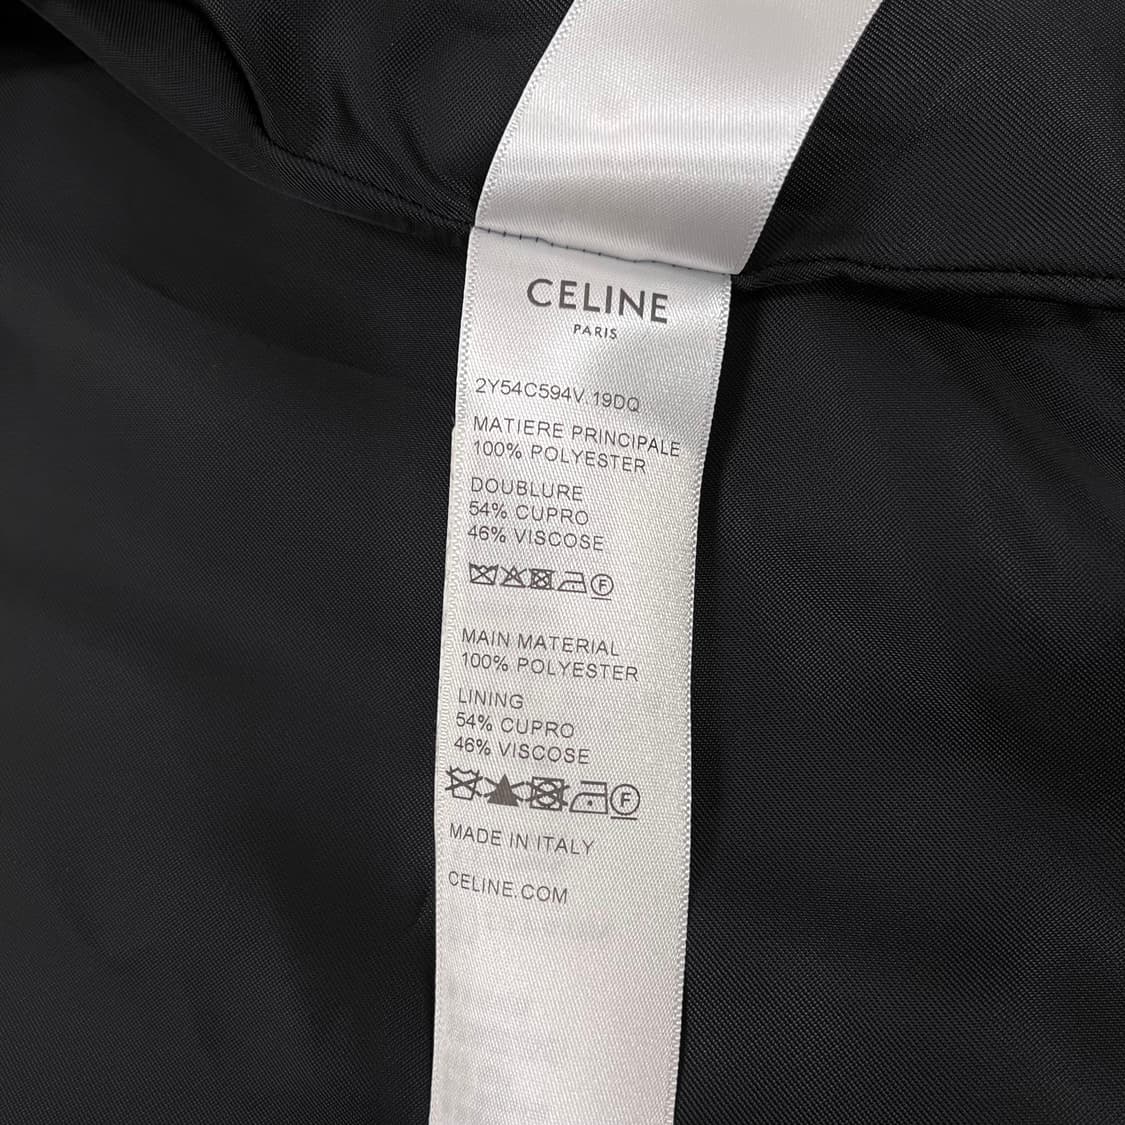 CELINE
PARIS
2Y54C594V.19DQ
MATIERE PRINCIPALE
100% POLYESTER
DOUBLURE
54% CUPRO
46% VISCOSE
F
MAIN MATERIAL
100% POLYESTER
LINING
54% CUPRO
46% VISCOSE
F
MADE IN ITALY
CELINE.COM